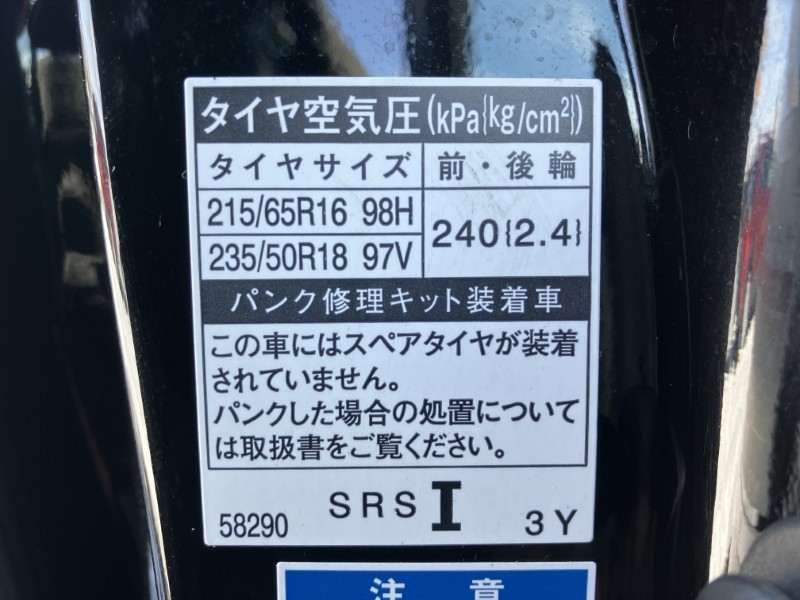 タイヤ空気圧(kPa{kg/cm²})
タイヤサイズ 前・後輪
215/65R16 98H
240{2.4}
235/50R18 97V
パンク修理キット装着車
この車にはスペアタイヤが装着
されていません。
パンクした場合の処置について
は取扱書をご覧ください。
58290 SRS I 3Y
注意